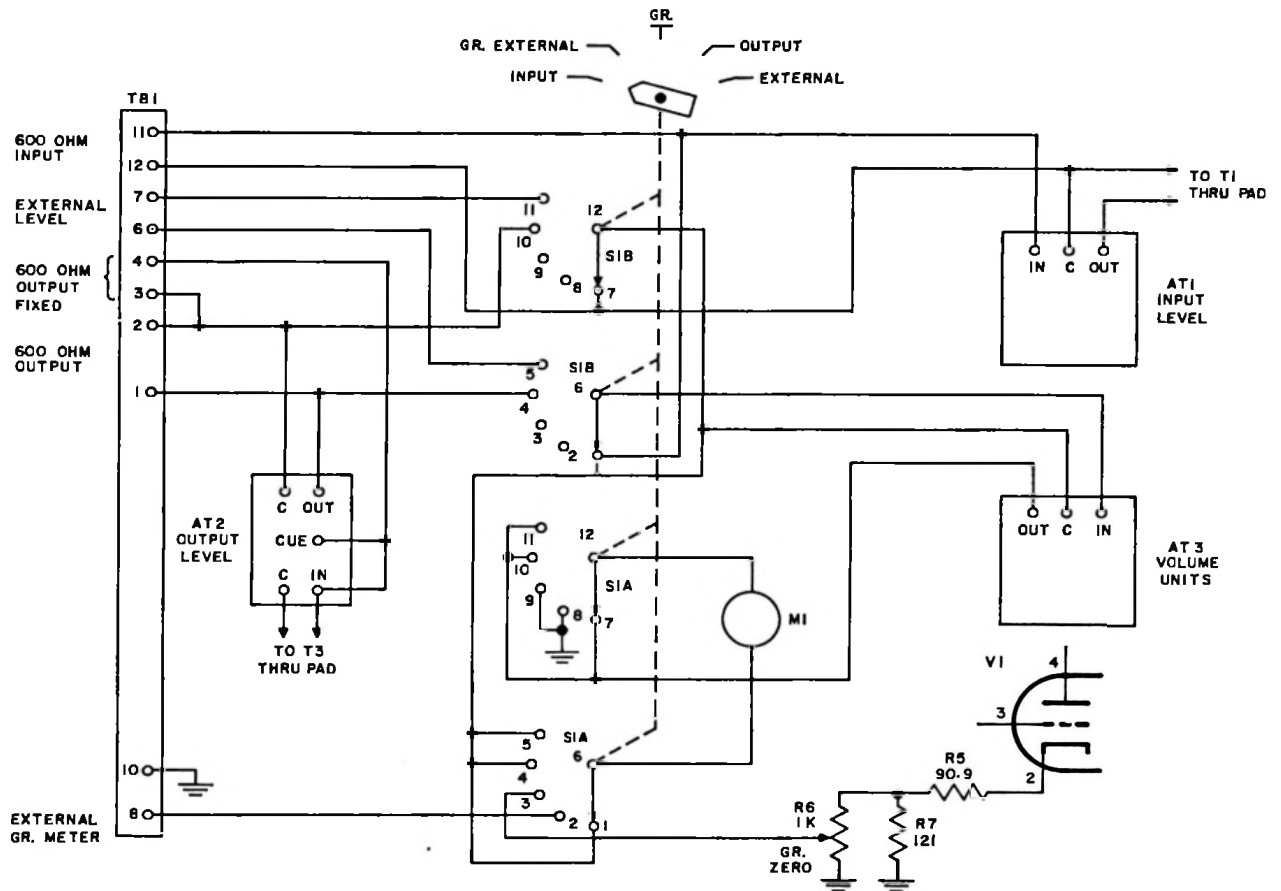 GR.
GR. EXTERNAL
OUTPUT
INPUT
EXTERNAL
TB1
11
600 OHM
INPUT
12
7
EXTERNAL
LEVEL
6
4
600 OHM
OUTPUT
FIXED
3
2
600 OHM
OUTPUT
1
11
12
10
S1B
9
8
7
TO T1
THRU PAD
IN C OUT
AT1
INPUT
LEVEL
5
S1B
6
4
3
2
C OUT
AT2
OUTPUT
LEVEL
CUE
C IN
TO T3
THRU PAD
OUT C IN
AT3
VOLUME
UNITS
11
12
10
S1A
9
8
7
M1
V1
4
3
2
5
S1A
6
4
3
2
1
R5
90.9
R6
1K
R7
121
GR.
ZERO
10
8
EXTERNAL
GR. METER